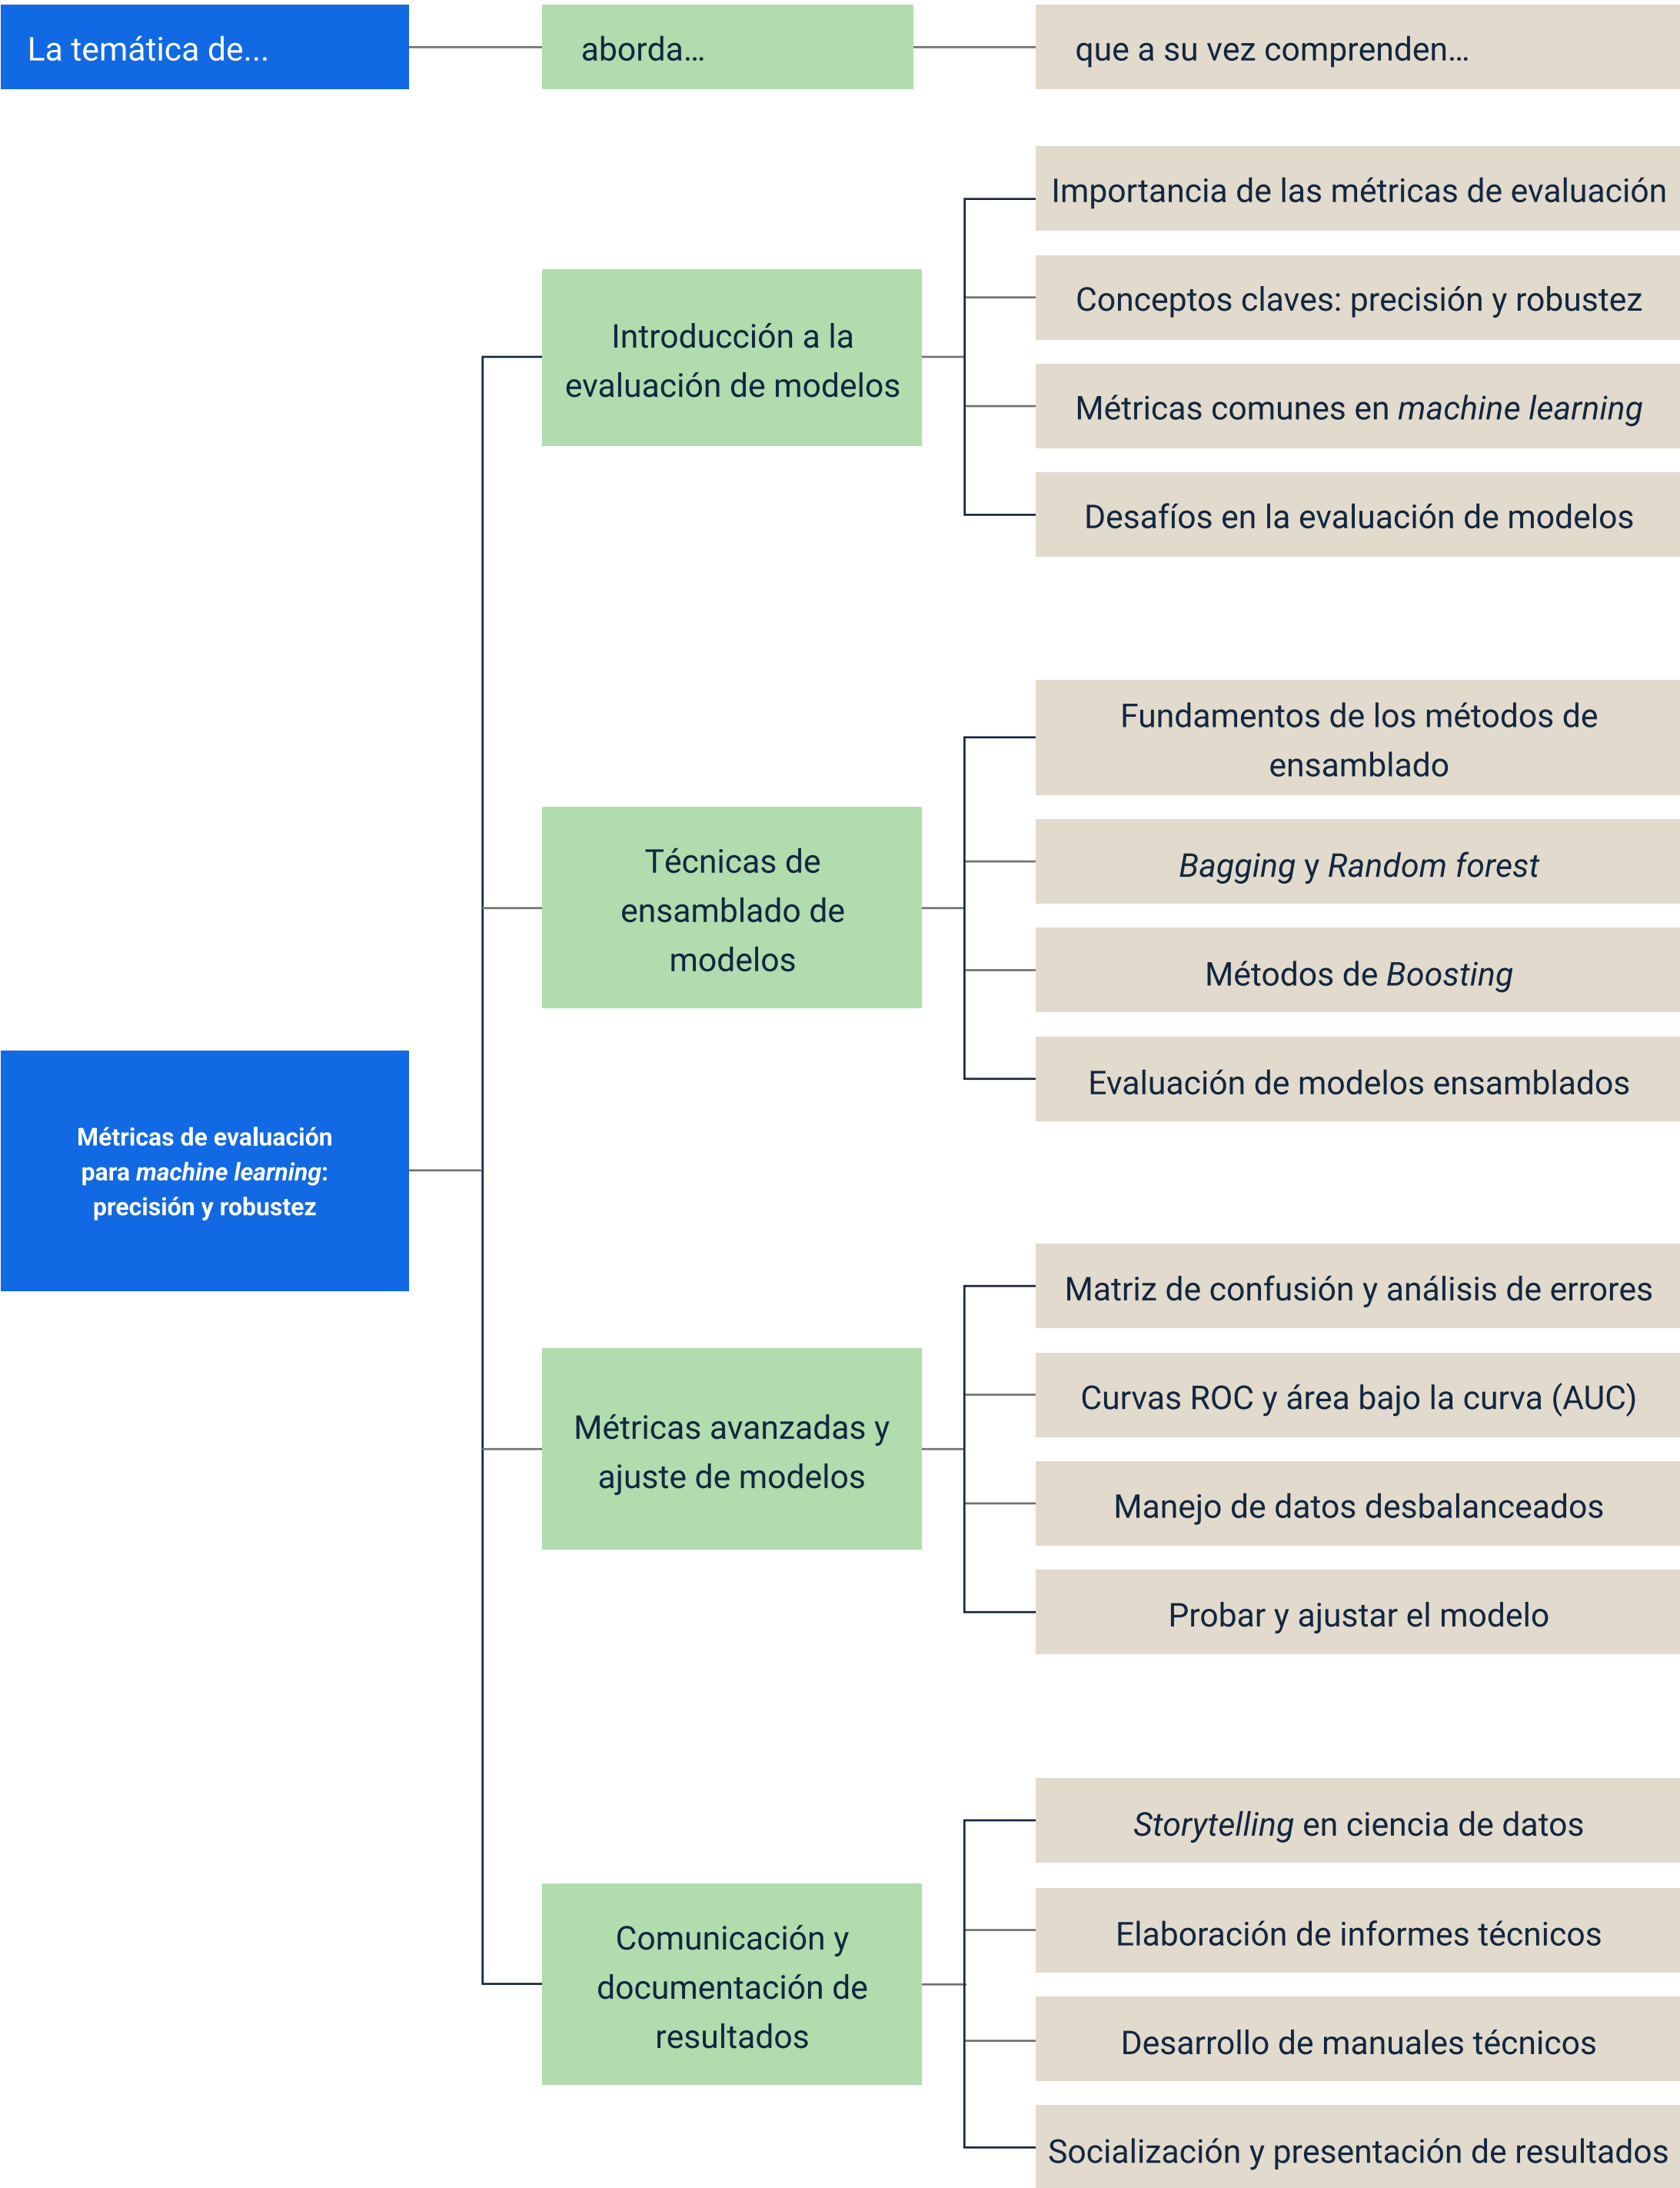 La temática de...
aborda...
que a su vez comprenden...
Importancia de las métricas de evaluación
Conceptos claves: precisión y robustez
Introducción a la
evaluación de modelos
Métricas comunes en machine learning
Desafíos en la evaluación de modelos
Fundamentos de los métodos de
ensamblado
Técnicas de
ensamblado de
modelos
Bagging y Random forest
Métodos de Boosting
Evaluación de modelos ensamblados
Métricas de evaluación
para machine learning:
precisión y robustez
Matriz de confusión y análisis de errores
Curvas ROC y área bajo la curva (AUC)
Métricas avanzadas y
ajuste de modelos
Manejo de datos desbalanceados
Probar y ajustar el modelo
Storytelling en ciencia de datos
Elaboración de informes técnicos
Comunicación y
documentación de
resultados
Desarrollo de manuales técnicos
Socialización y presentación de resultados